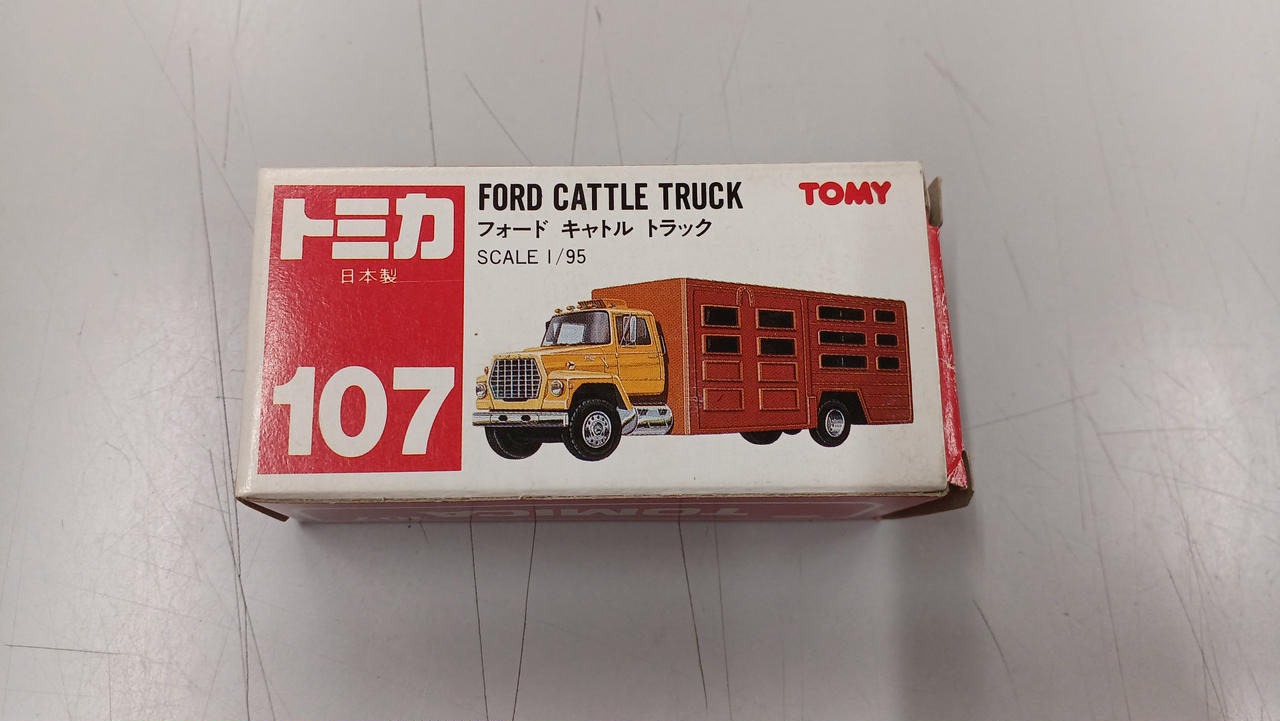 トミカ
日本製
107
FORD CATTLE TRUCK
フォード キャトル トラック
SCALE 1/95
TOMY
TOMICA